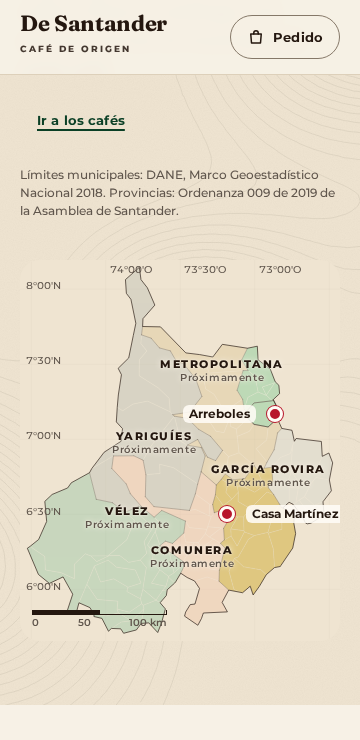 De Santander
CAFÉ DE ORIGEN
Pedido
Ir a los cafés
Límites municipales: DANE, Marco Geoestadístico
Nacional 2018. Provincias: Ordenanza 009 de 2019 de
la Asamblea de Santander.
74°00'O 73°30'O 73°00'O
8°00'N
7°30'N
METROPOLITANA
Próximamente
Arreboles
7°00'N
YARIGUÍES
Próximamente
GARCÍA ROVIRA
Próximamente
6°30'N
VÉLEZ
Próximamente
Casa Martínez
COMUNERA
Próximamente
6°00'N
0 50 100 km